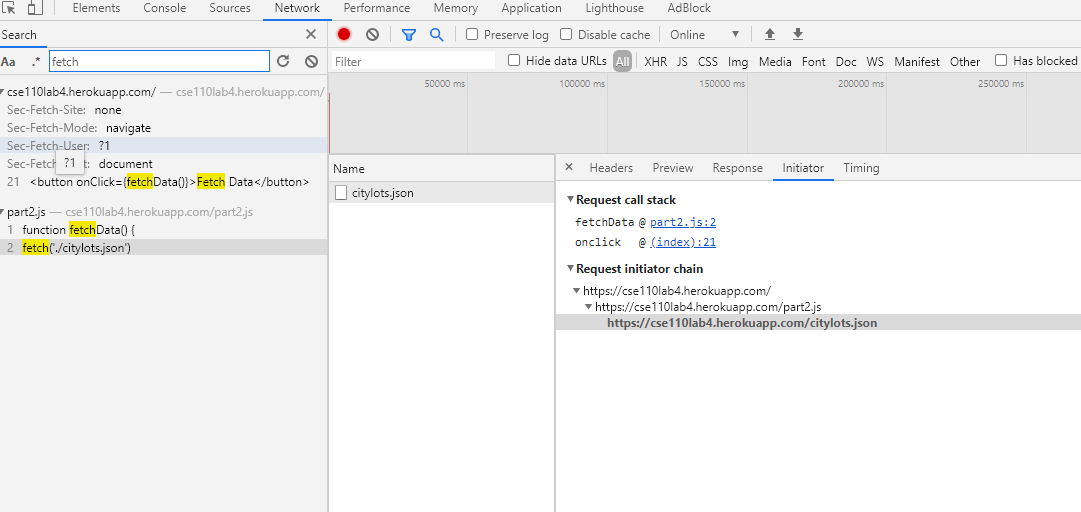 Elements Console Sources Network Performance Memory Application Lighthouse AdBlock
Search
Preserve log Disable cache Online
Aa .* fetch
Filter Hide data URLs All XHR JS CSS Img Media Font Doc WS Manifest Other Has blocked
50000 ms 100000 ms 150000 ms 200000 ms 250000 ms
cse110lab4.herokuapp.com/ — cse110lab4.herokuapp.com/
Sec-Fetch-Site: none
Sec-Fetch-Mode: navigate
Sec-Fetch-User: ?1
Sec-Fetch document
?1
21 <button onClick={fetchData()}>Fetch Data</button>
part2.js — cse110lab4.herokuapp.com/part2.js
1 function fetchData() {
2 fetch('./citylots.json')
Name
citylots.json
Headers Preview Response Initiator Timing
Request call stack
fetchData @ part2.js:2
onclick @ (index):21
Request initiator chain
https://cse110lab4.herokuapp.com/
https://cse110lab4.herokuapp.com/part2.js
https://cse110lab4.herokuapp.com/citylots.json